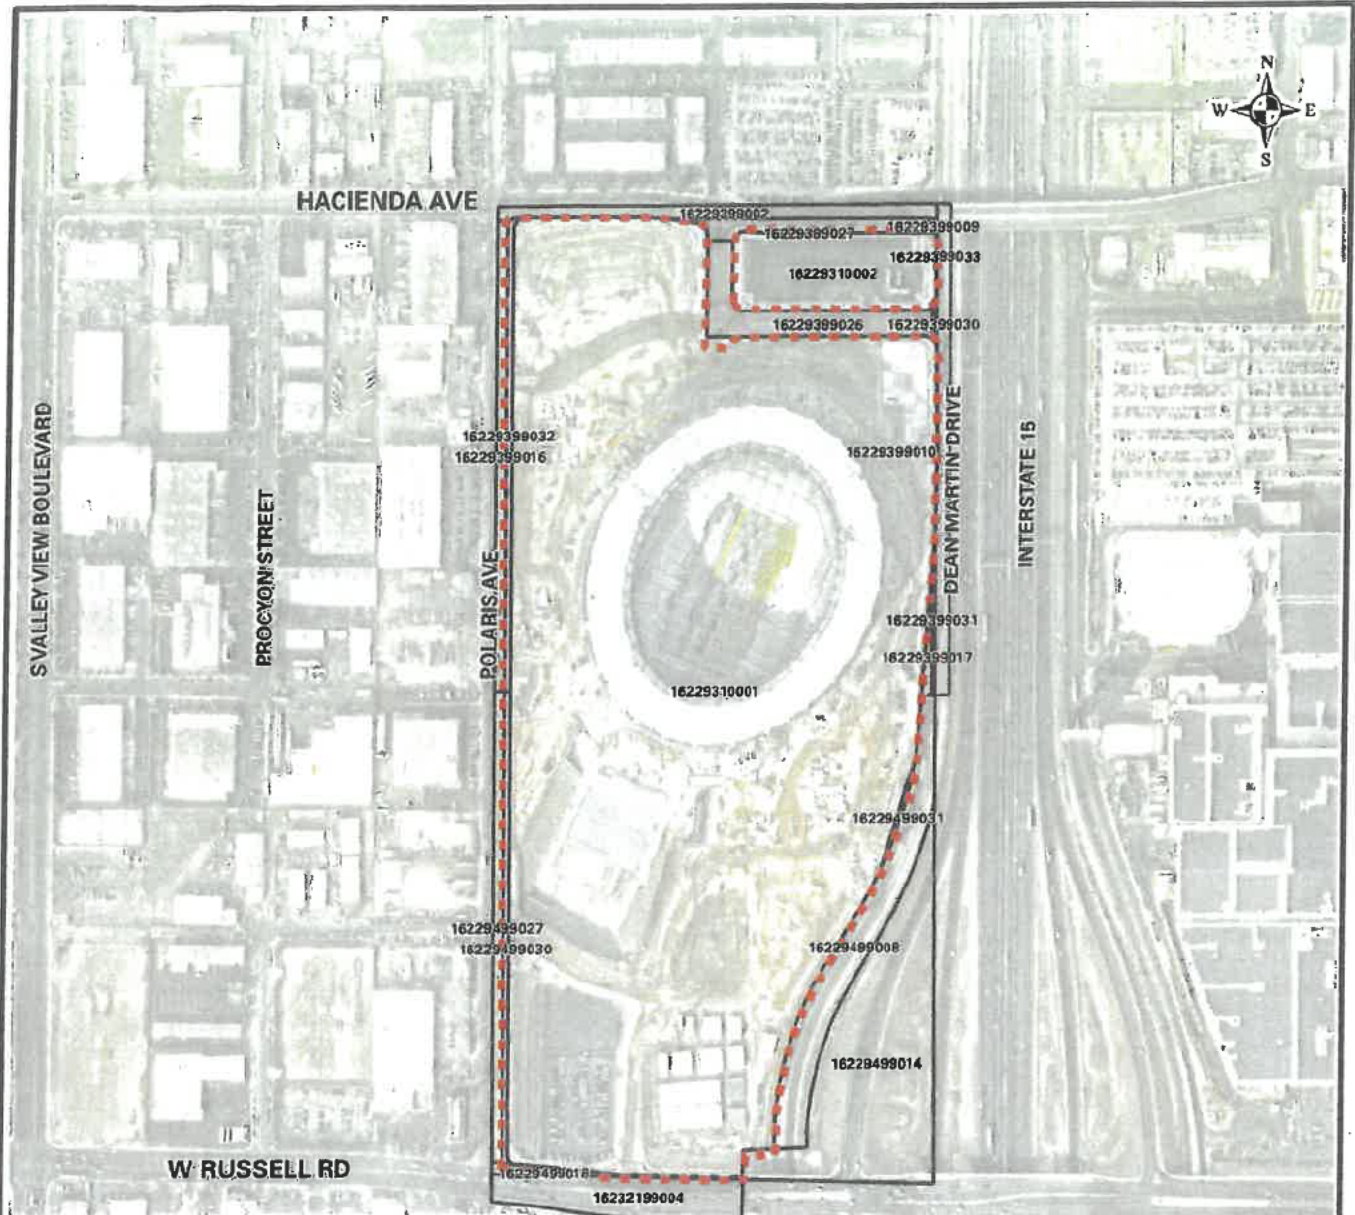 N
W E
S
HACIENDA AVE
16229399002
16229399009
16229399027
16229399033
16229310002
16229399026
16229399030
16229399032
16229399016
16229399010
S VALLEY VIEW BOULEVARD
PROCYON STREET
POLARIS AVE
DEAN MARTIN DRIVE
INTERSTATE 15
16229399031
16229399017
16229310001
16229499031
16229499027
16229499030
16229499008
16229499014
W RUSSELL RD
16229499018
16232199004